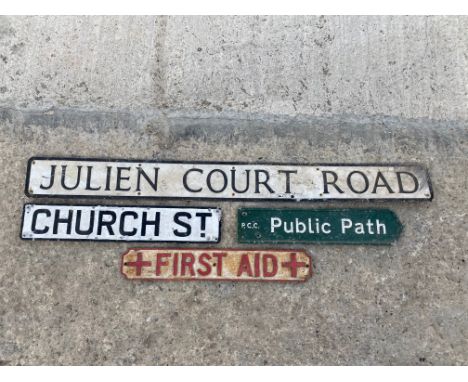 JULIEN COURT ROAD
CHURCH ST.
P.C.C. Public Path
+FIRST AID+